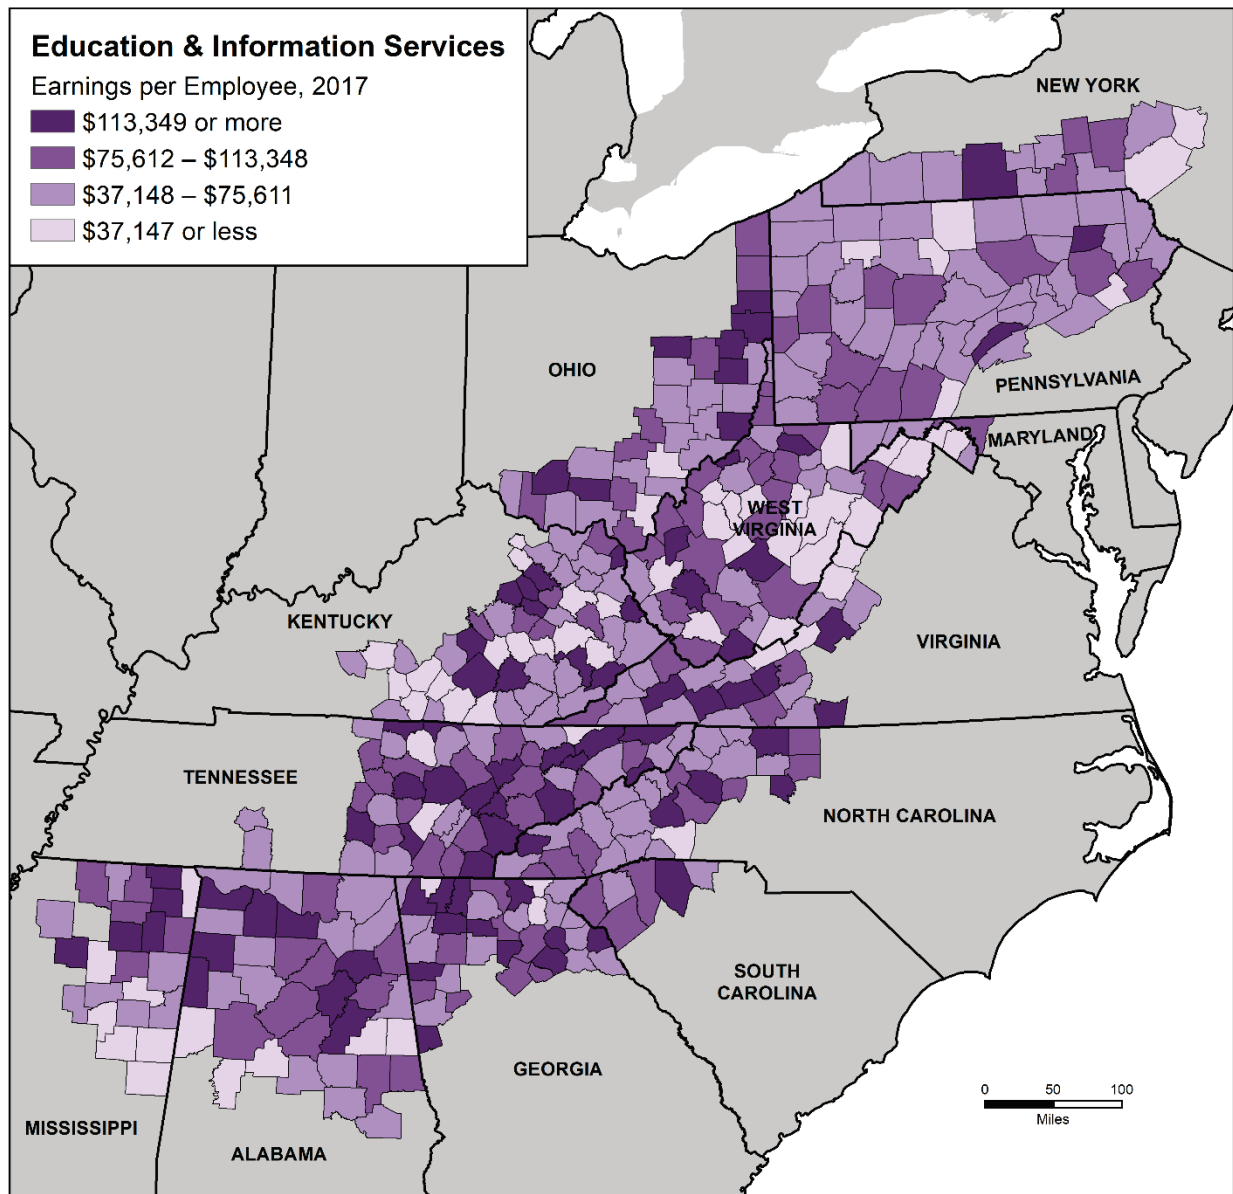 Education & Information Services
Earnings per Employee, 2017
$113,349 or more
$75,612 – $113,348
$37,148 – $75,611
$37,147 or less
NEW YORK
OHIO
PENNSYLVANIA
MARYLAND
WEST
VIRGINIA
KENTUCKY
VIRGINIA
TENNESSEE
NORTH CAROLINA
SOUTH
CAROLINA
GEORGIA
MISSISSIPPI
ALABAMA
0 50 100
Miles